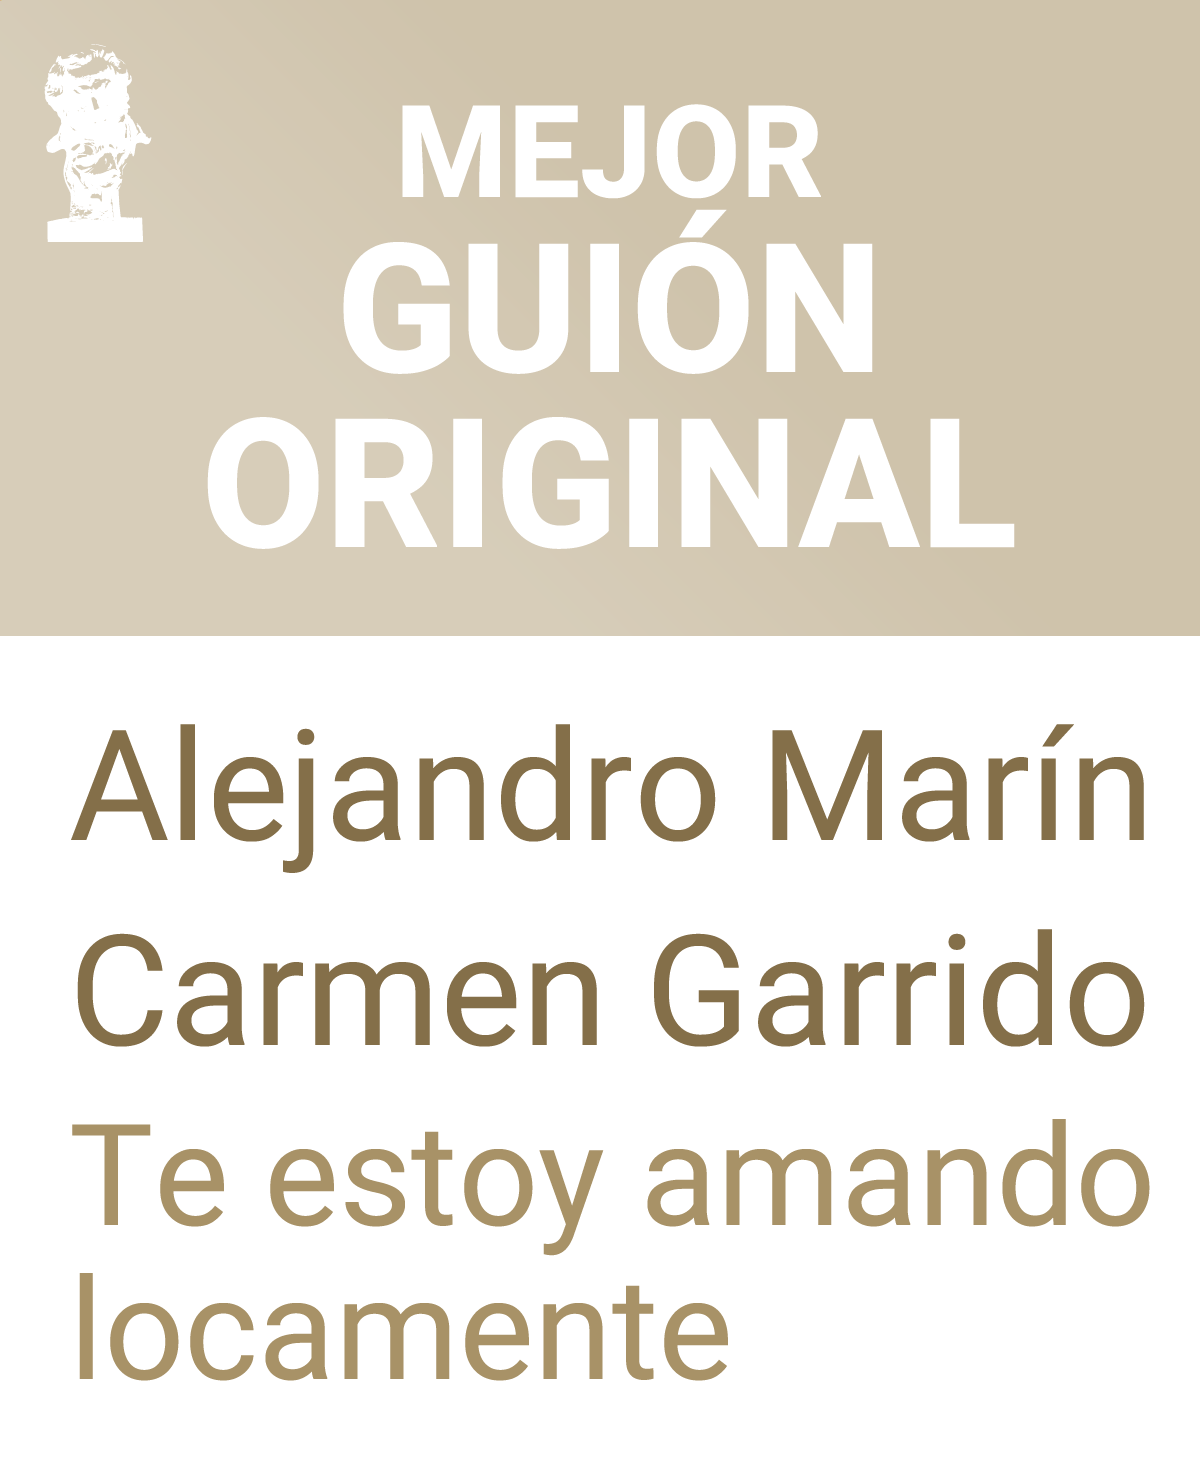 MEJOR
GUIÓN
ORIGINAL
Alejandro Marín
Carmen Garrido
Te estoy amando
locamente